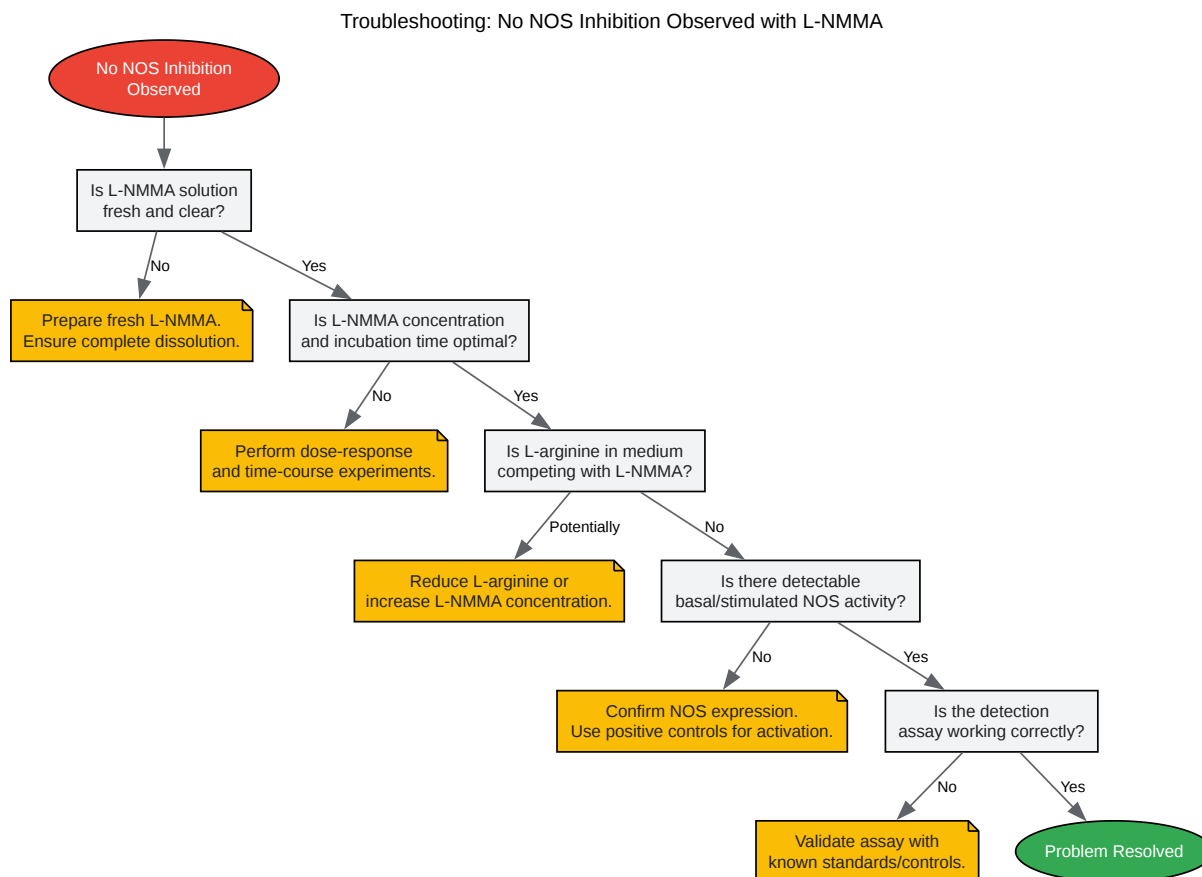 Troubleshooting: No NOS Inhibition Observed with L-NMMA
No NOS Inhibition
Observed
Is L-NMMA solution
fresh and clear?
No
Yes
Prepare fresh L-NMMA.
Ensure complete dissolution.
Is L-NMMA concentration
and incubation time optimal?
No
Yes
Perform dose-response
and time-course experiments.
Is L-arginine in medium
competing with L-NMMA?
Potentially
No
Reduce L-arginine or
increase L-NMMA concentration.
Is there detectable
basal/stimulated NOS activity?
No
Yes
Confirm NOS expression.
Use positive controls for activation.
Is the detection
assay working correctly?
No
Yes
Validate assay with
known standards/controls.
Problem Resolved